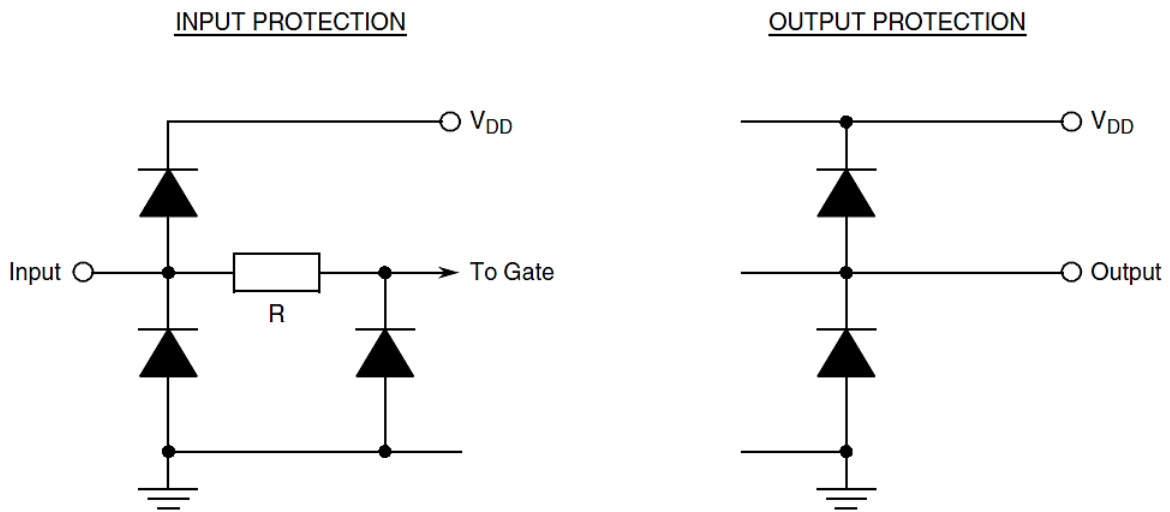 INPUT PROTECTION
OUTPUT PROTECTION
VDD
VDD
Input
To Gate
Output
R